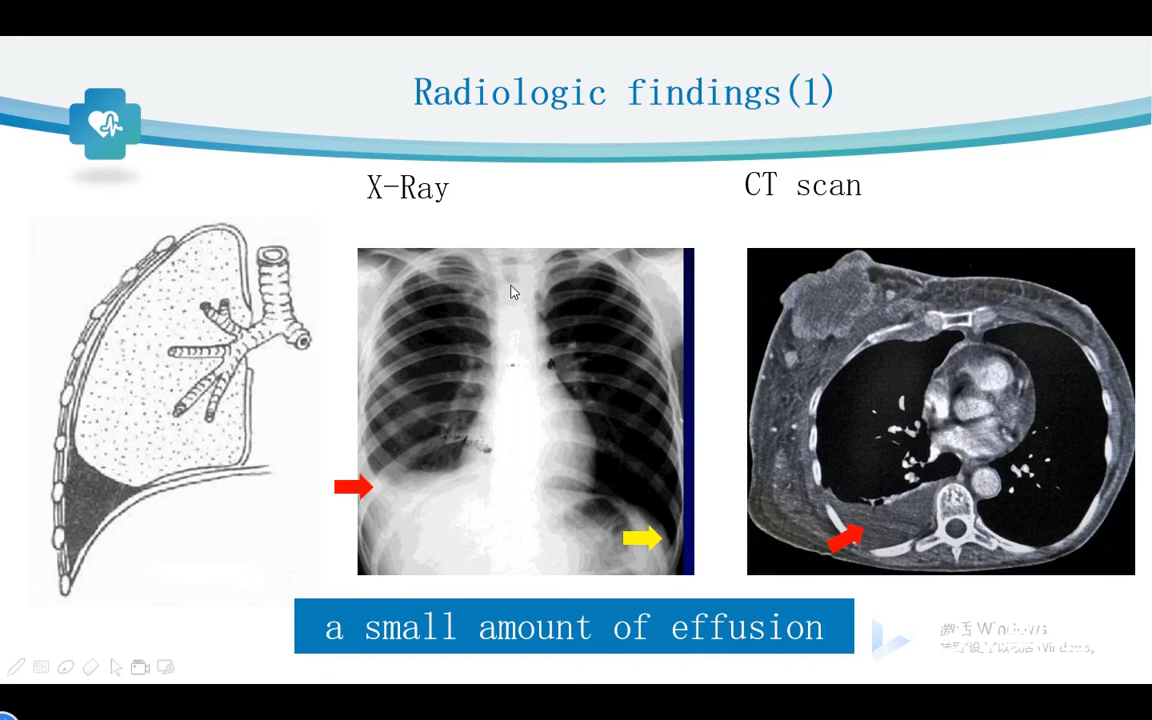 Radiologic findings(1)
X-Ray
CT scan
a small amount of effusion
激活 Windows